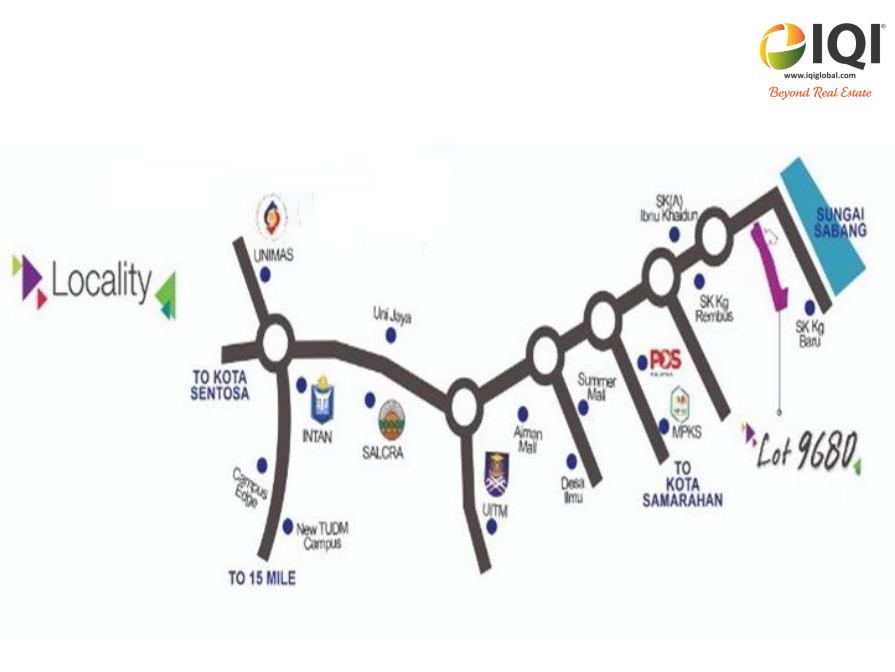 IQI
www.iqiglobal.com
Beyond Real Estate
Locality
UNIMAS
TO KOTA
SENTOSA
Uni Jaya
INTAN
SALCRA
Campus
Edge
New TUDM
Campus
TO 15 MILE
UiTM
Aiman
Mall
Desa
Ilmu
Summer
Mall
POS
MALAYSIA
MPKS
TO
KOTA
SAMARAHAN
SK(A)
Ibnu Khaldun
SK Kg
Rembus
SUNGAI
SABANG
SK Kg
Baru
Lot 9680